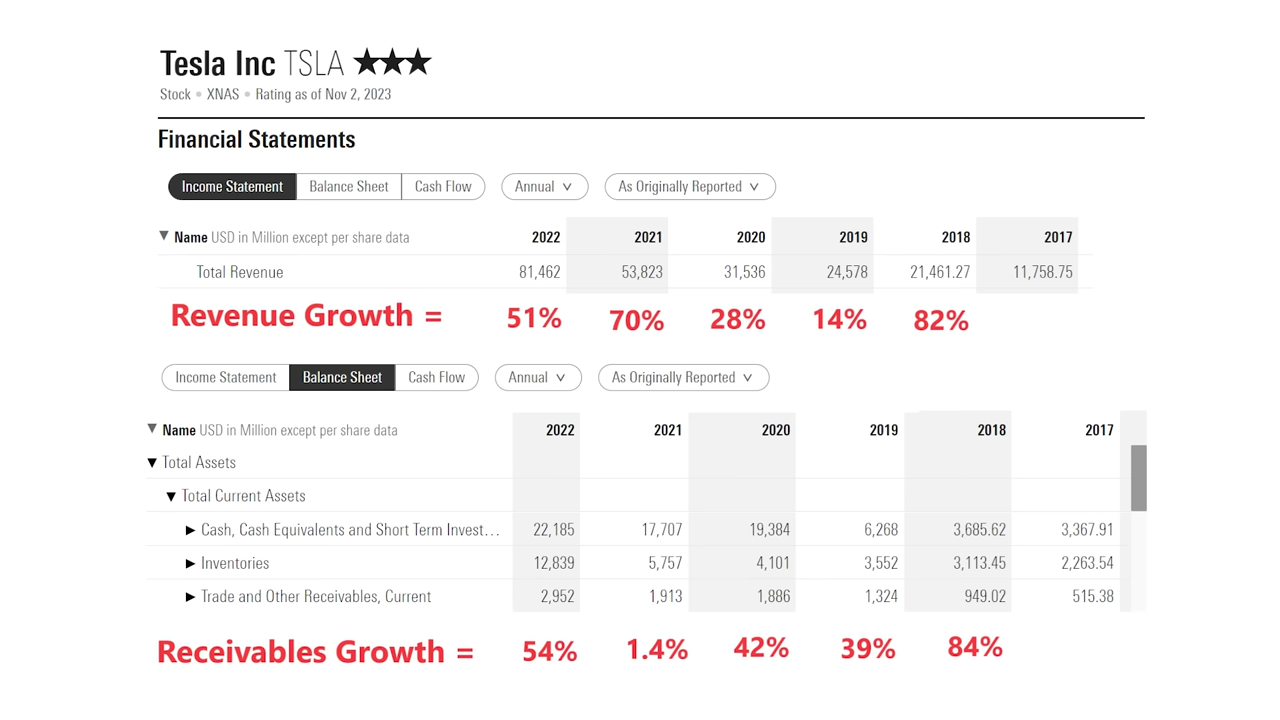 Tesla Inc TSLA ★★★
Stock • XNAS • Rating as of Nov 2, 2023
Financial Statements
Income Statement Balance Sheet Cash Flow Annual ∨ As Originally Reported ∨
▼ Name USD in Million except per share data 2022 2021 2020 2019 2018 2017
Total Revenue 81,462 53,823 31,536 24,578 21,461.27 11,758.75
Revenue Growth = 51% 70% 28% 14% 82%
Income Statement Balance Sheet Cash Flow Annual ∨ As Originally Reported ∨
▼ Name USD in Million except per share data 2022 2021 2020 2019 2018 2017
▼ Total Assets
▼ Total Current Assets
▶ Cash, Cash Equivalents and Short Term Invest... 22,185 17,707 19,384 6,268 3,685.62 3,367.91
▶ Inventories 12,839 5,757 4,101 3,552 3,113.45 2,263.54
▶ Trade and Other Receivables, Current 2,952 1,913 1,886 1,324 949.02 515.38
Receivables Growth = 54% 1.4% 42% 39% 84%